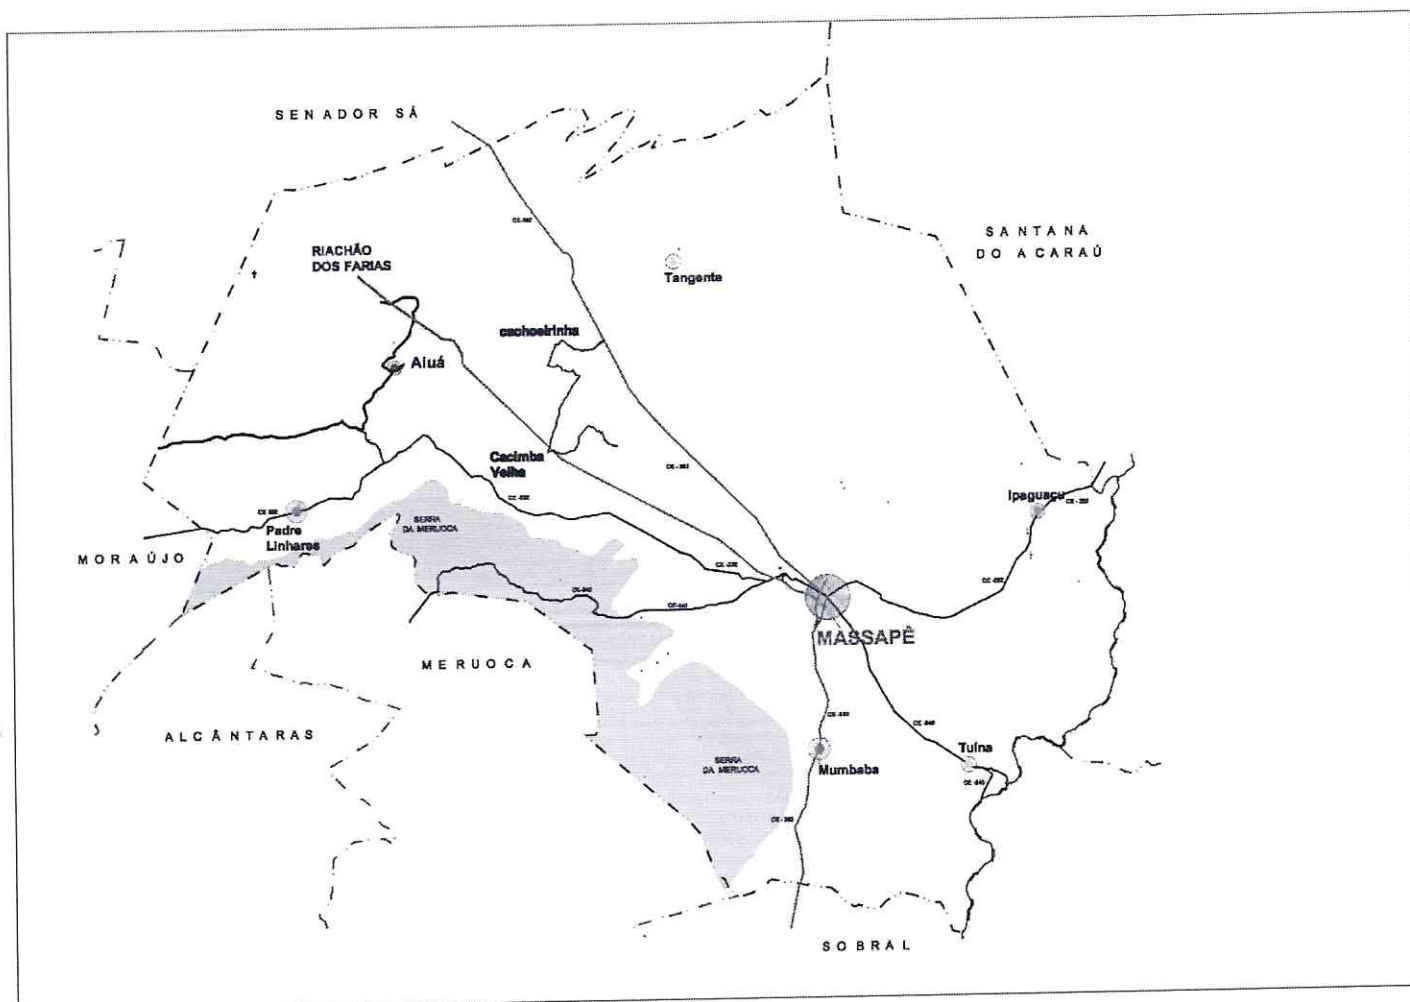 SENADOR SÁ
SANTANA
DO ACARAÚ
RIACHÃO
DOS FARIAS
Tangente
cachoeirinha
Aiuá
Cacimba
Velha
Ipaguaçu
Padre
Linhares
SERRA
DA MERUOCA
MORAÚJO
MASSAPÊ
MERUOCA
ALCÂNTARAS
SERRA
DA MERUOCA
Mumbaba
Tuína
SOBRAL